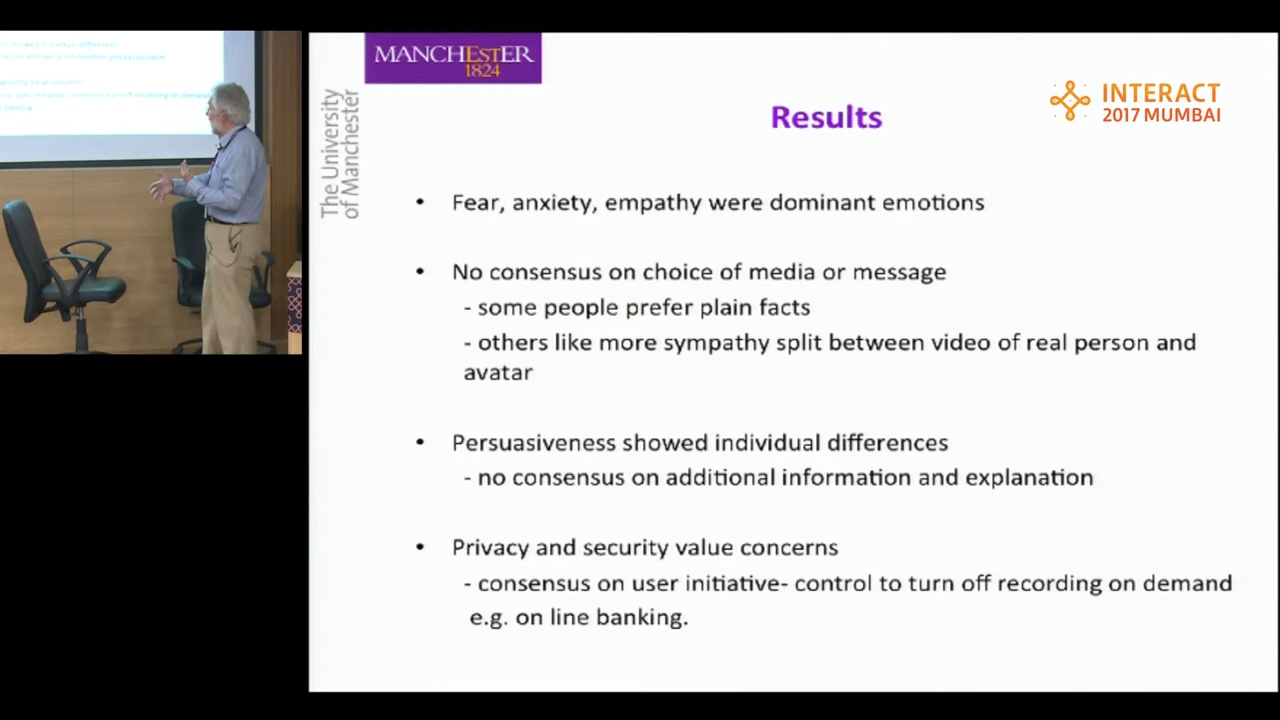 MANCHESTER
1824
The University
of Manchester
INTERACT
2017 MUMBAI
Results
• Fear, anxiety, empathy were dominant emotions
• No consensus on choice of media or message
- some people prefer plain facts
- others like more sympathy split between video of real person and
avatar
• Persuasiveness showed individual differences
- no consensus on additional information and explanation
• Privacy and security value concerns
- consensus on user initiative- control to turn off recording on demand
e.g. on line banking.